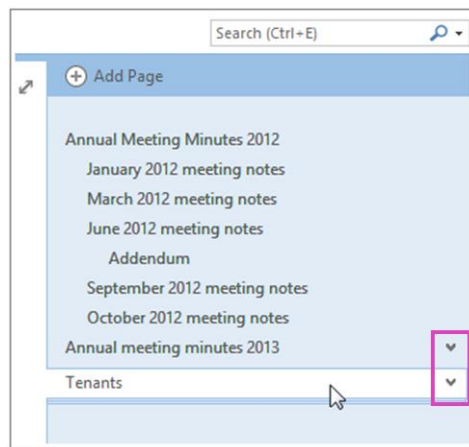 Search (Ctrl+E)
Add Page
Annual Meeting Minutes 2012
January 2012 meeting notes
March 2012 meeting notes
June 2012 meeting notes
Addendum
September 2012 meeting notes
October 2012 meeting notes
Annual meeting minutes 2013
Tenants